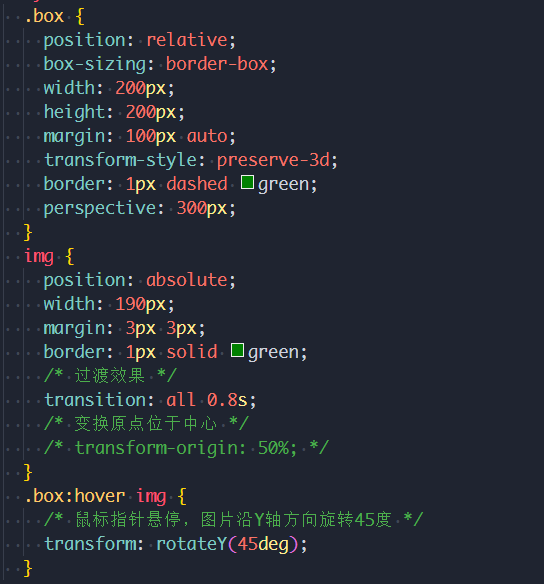 .box {
position: relative;
box-sizing: border-box;
width: 200px;
height: 200px;
margin: 100px auto;
transform-style: preserve-3d;
border: 1px dashed green;
perspective: 300px;
}
img {
position: absolute;
width: 190px;
margin: 3px 3px;
border: 1px solid green;
/* 过渡效果 */
transition: all 0.8s;
/* 变换原点位于中心 */
/* transform-origin: 50%; */
}
.box:hover img {
/* 鼠标指针悬停，图片沿Y轴方向旋转45度 */
transform: rotateY(45deg);
}